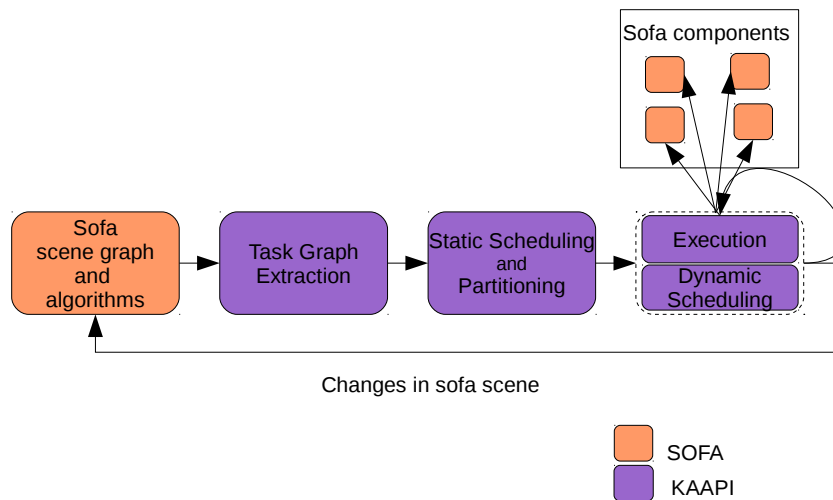 Sofa components
Sofa
scene graph
and
algorithms
Task Graph
Extraction
Static Scheduling
and
Partitioning
Execution
Dynamic
Scheduling
Changes in sofa scene
SOFA
KAAPI